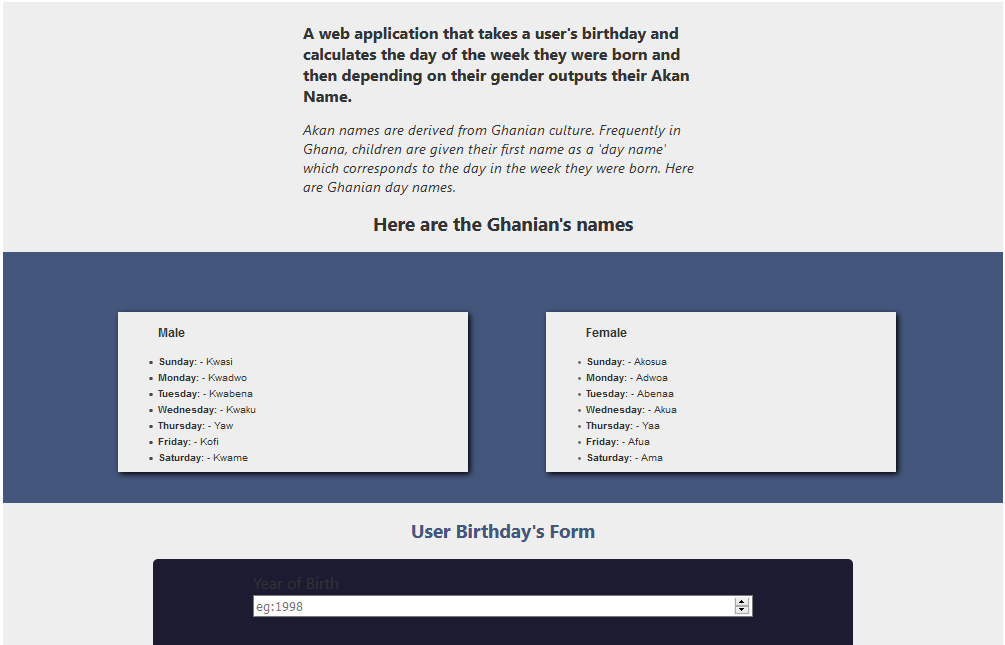 A web application that takes a user's birthday and
calculates the day of the week they were born and
then depending on their gender outputs their Akan
Name.
Akan names are derived from Ghanian culture. Frequently in
Ghana, children are given their first name as a 'day name'
which corresponds to the day in the week they were born. Here
are Ghanian day names.
Here are the Ghanian's names
Male
Sunday: - Kwasi
Monday: - Kwadwo
Tuesday: - Kwabena
Wednesday: - Kwaku
Thursday: - Yaw
Friday: - Kofi
Saturday: - Kwame
Female
Sunday: - Akosua
Monday: - Adwoa
Tuesday: - Abenaa
Wednesday: - Akua
Thursday: - Yaa
Friday: - Afua
Saturday: - Ama
User Birthday's Form
Year of Birth
eg:1998